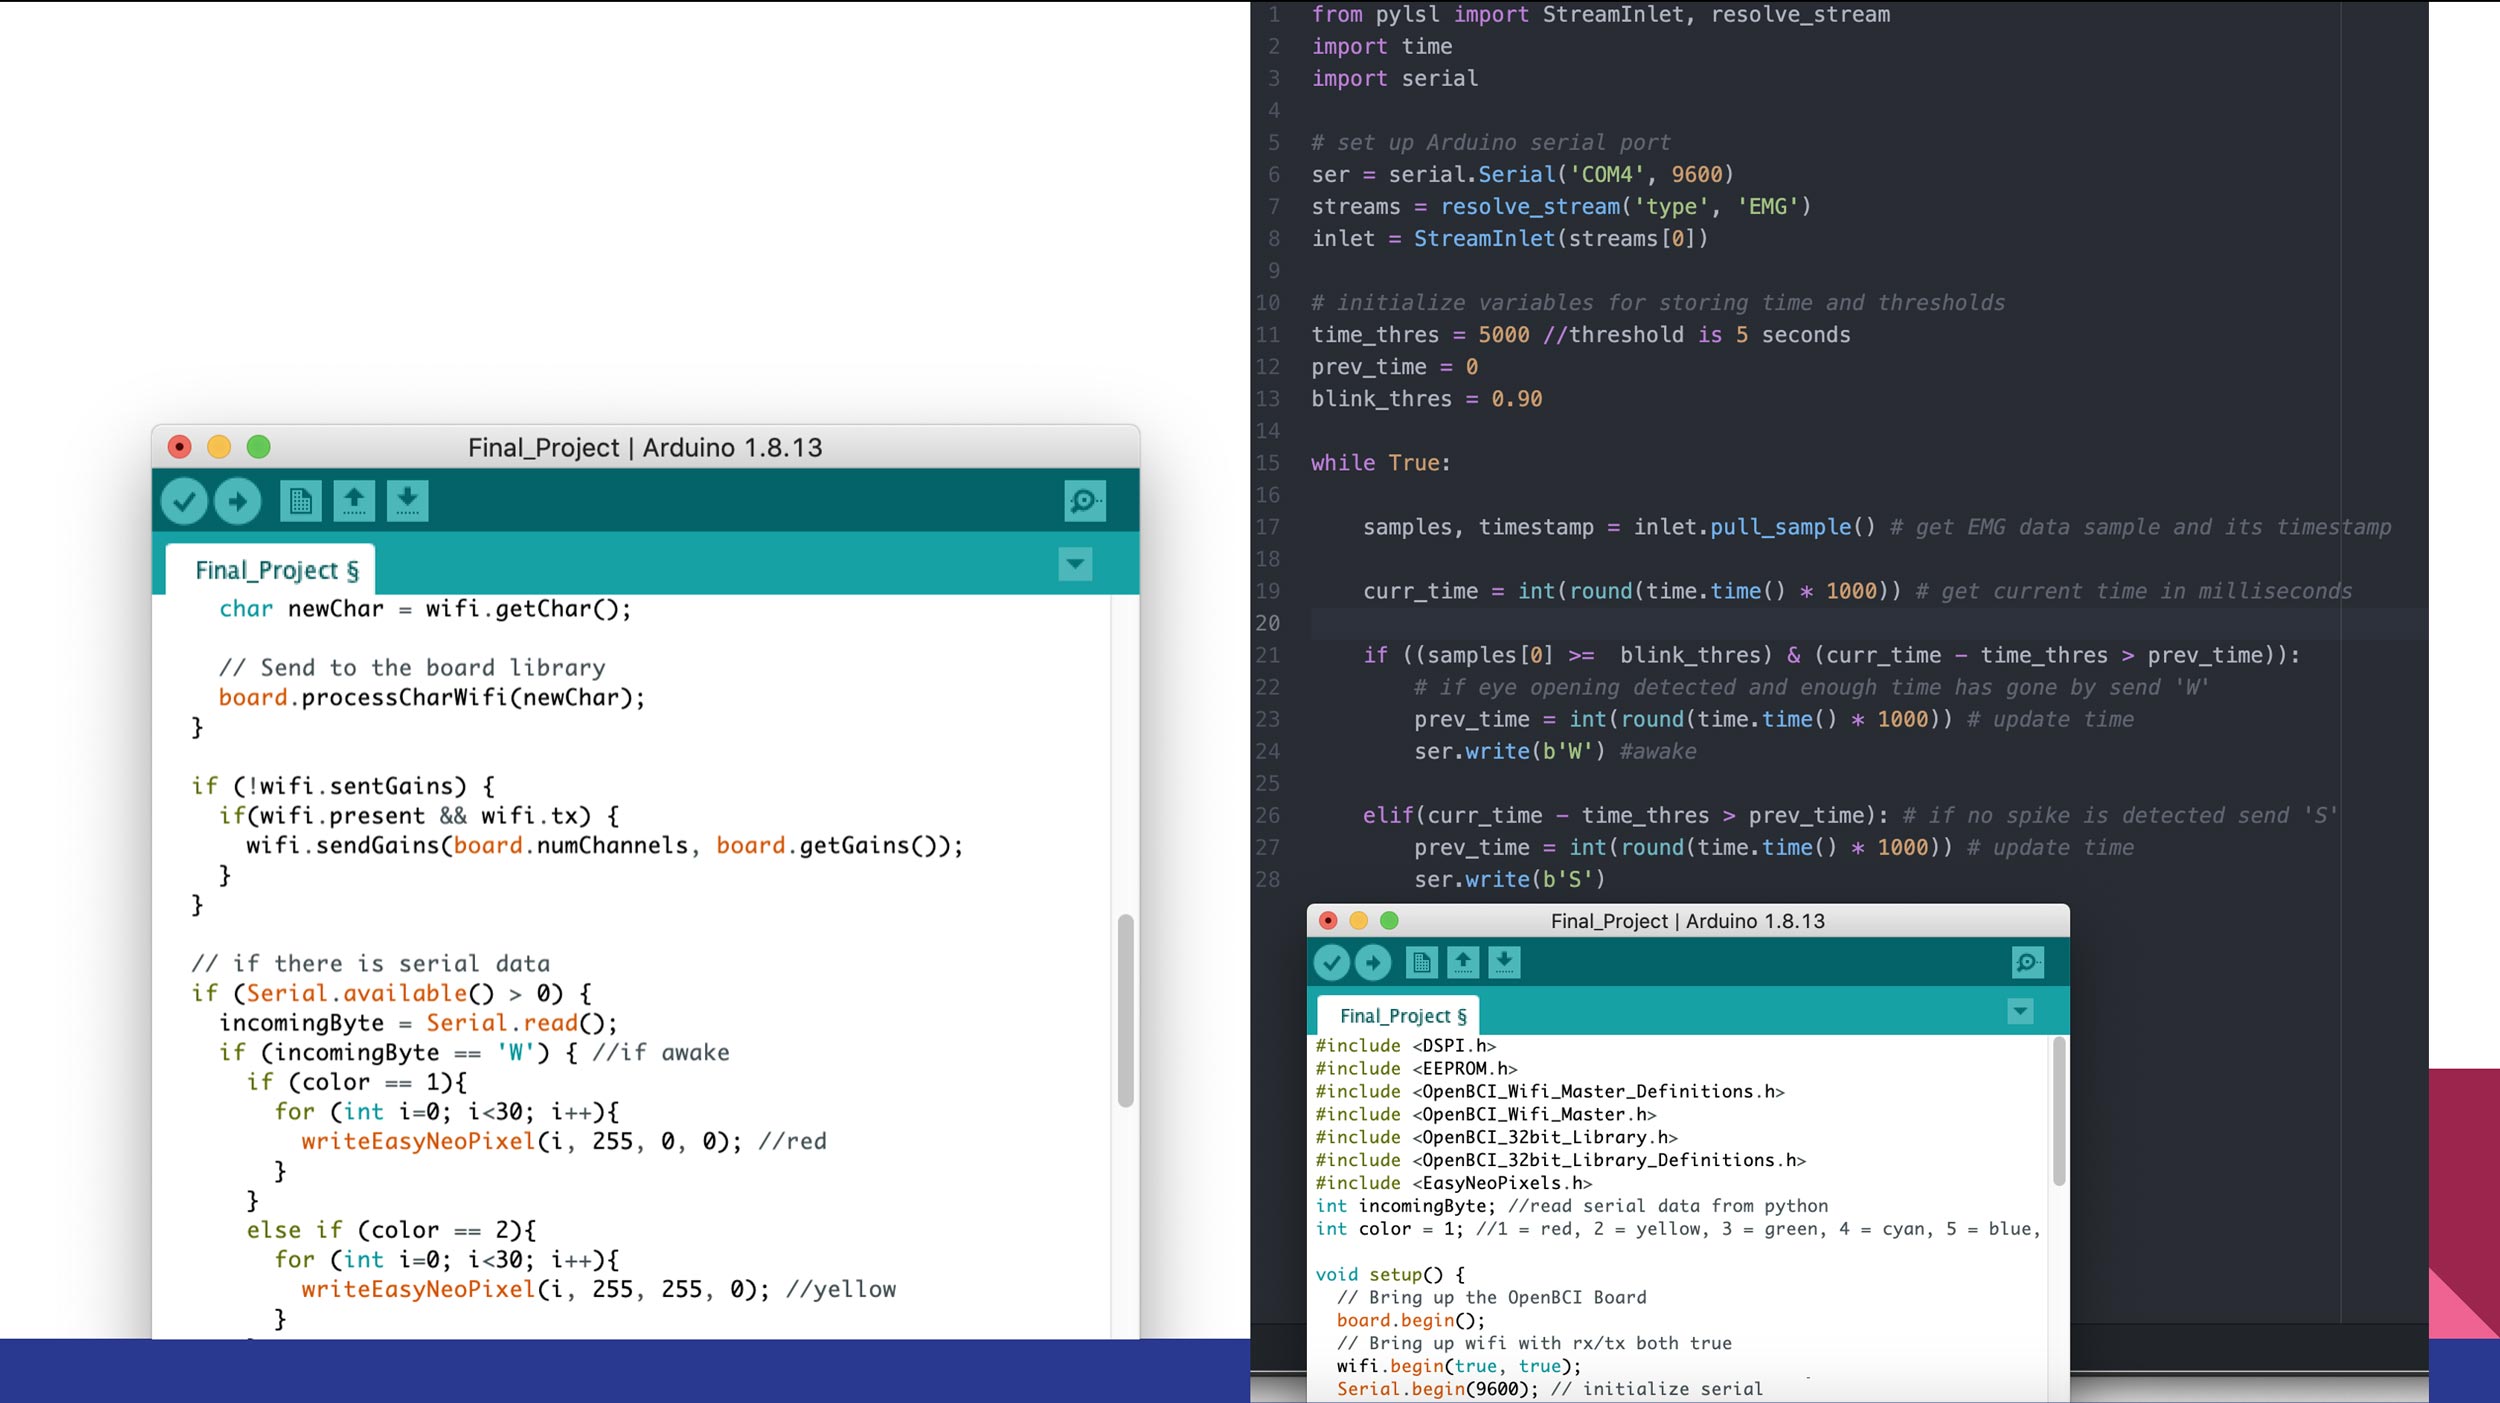 Final_Project | Arduino 1.8.13
Final_Project §
char newChar = wifi.getChar();
// Send to the board library
board.processCharWifi(newChar);
}
if (!wifi.sentGains) {
if(wifi.present && wifi.tx) {
wifi.sendGains(board.numChannels, board.getGains());
}
}
// if there is serial data
if (Serial.available() > 0) {
incomingByte = Serial.read();
if (incomingByte == 'W') { //if awake
if (color == 1){
for (int i=0; i<30; i++){
writeEasyNeoPixel(i, 255, 0, 0); //red
}
}
else if (color == 2){
for (int i=0; i<30; i++){
writeEasyNeoPixel(i, 255, 255, 0); //yellow
}
1 from pylsl import StreamInlet, resolve_stream
2 import time
3 import serial
4
5 # set up Arduino serial port
6 ser = serial.Serial('COM4', 9600)
7 streams = resolve_stream('type', 'EMG')
8 inlet = StreamInlet(streams[0])
9
10 # initialize variables for storing time and thresholds
11 time_thres = 5000 //threshold is 5 seconds
12 prev_time = 0
13 blink_thres = 0.90
14
15 while True:
16
17 samples, timestamp = inlet.pull_sample() # get EMG data sample and its timestamp
18
19 curr_time = int(round(time.time() * 1000)) # get current time in milliseconds
20
21 if ((samples[0] >=  blink_thres) & (curr_time - time_thres > prev_time)):
22 # if eye opening detected and enough time has gone by send 'W'
23 prev_time = int(round(time.time() * 1000)) # update time
24 ser.write(b'W') #awake
25
26 elif(curr_time - time_thres > prev_time): # if no spike is detected send 'S'
27 prev_time = int(round(time.time() * 1000)) # update time
28 ser.write(b'S')
Final_Project | Arduino 1.8.13
Final_Project §
#include <DSPI.h>
#include <EEPROM.h>
#include <OpenBCI_Wifi_Master_Definitions.h>
#include <OpenBCI_Wifi_Master.h>
#include <OpenBCI_32bit_Library.h>
#include <OpenBCI_32bit_Library_Definitions.h>
#include <EasyNeoPixels.h>
int incomingByte; //read serial data from python
int color = 1; //1 = red, 2 = yellow, 3 = green, 4 = cyan, 5 = blue,
void setup() {
// Bring up the OpenBCI Board
board.begin();
// Bring up wifi with rx/tx both true
wifi.begin(true, true);
Serial.begin(9600); // initialize serial